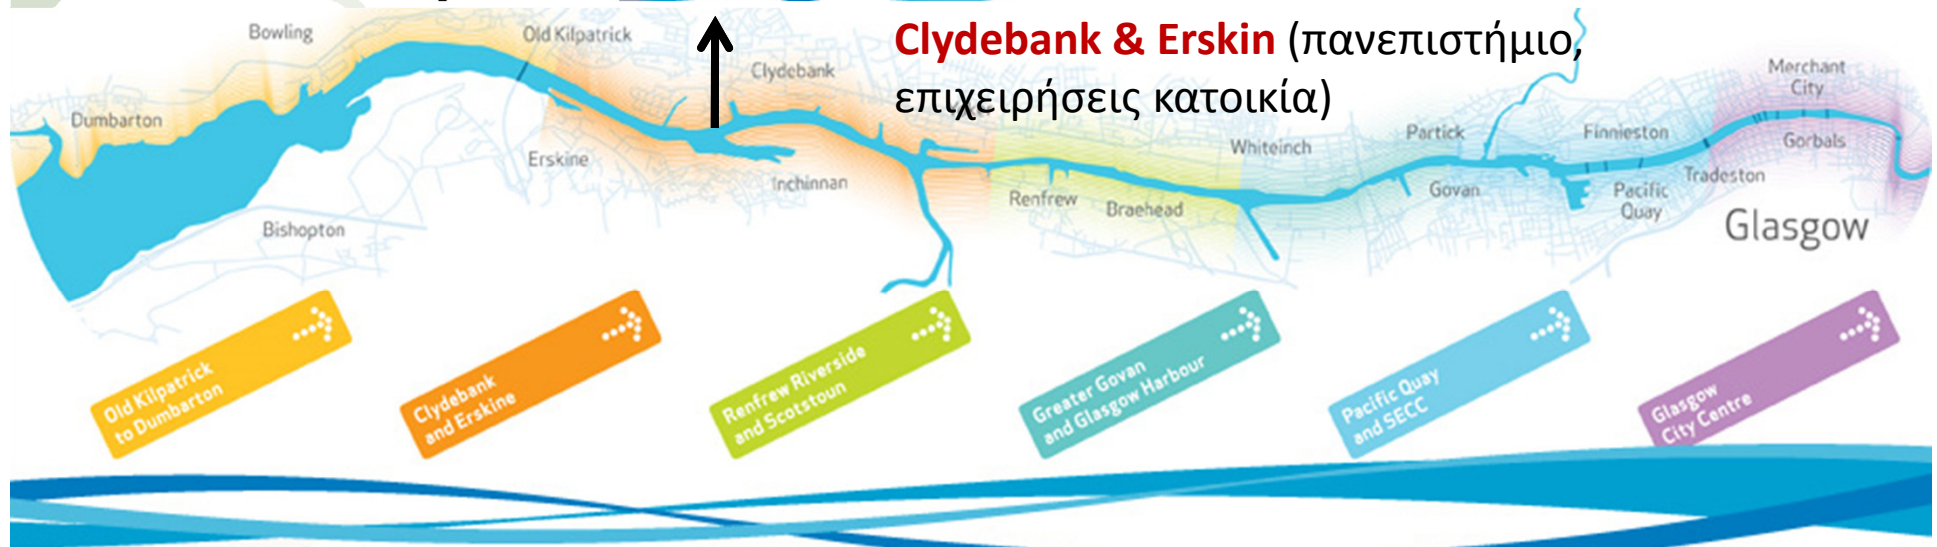 Clydebank & Erskin (πανεπιστήμιο,
επιχειρήσεις κατοικία)
Bowling
Old Kilpatrick
Clydebank
Merchant
City
Dumbarton
Partick
Finnieston
Whiteinch
Gorbals
Erskine
Inchinnan
Tradeston
Renfrew
Braehead
Govan
Pacific
Quay
Bishopton
Glasgow
Old Kilpatrick
to Dumbarton
Clydebank
and Erskine
Renfrew Riverside
and Scotstoun
Greater Govan
and Glasgow Harbour
Pacific Quay
and SECC
Glasgow
City Centre